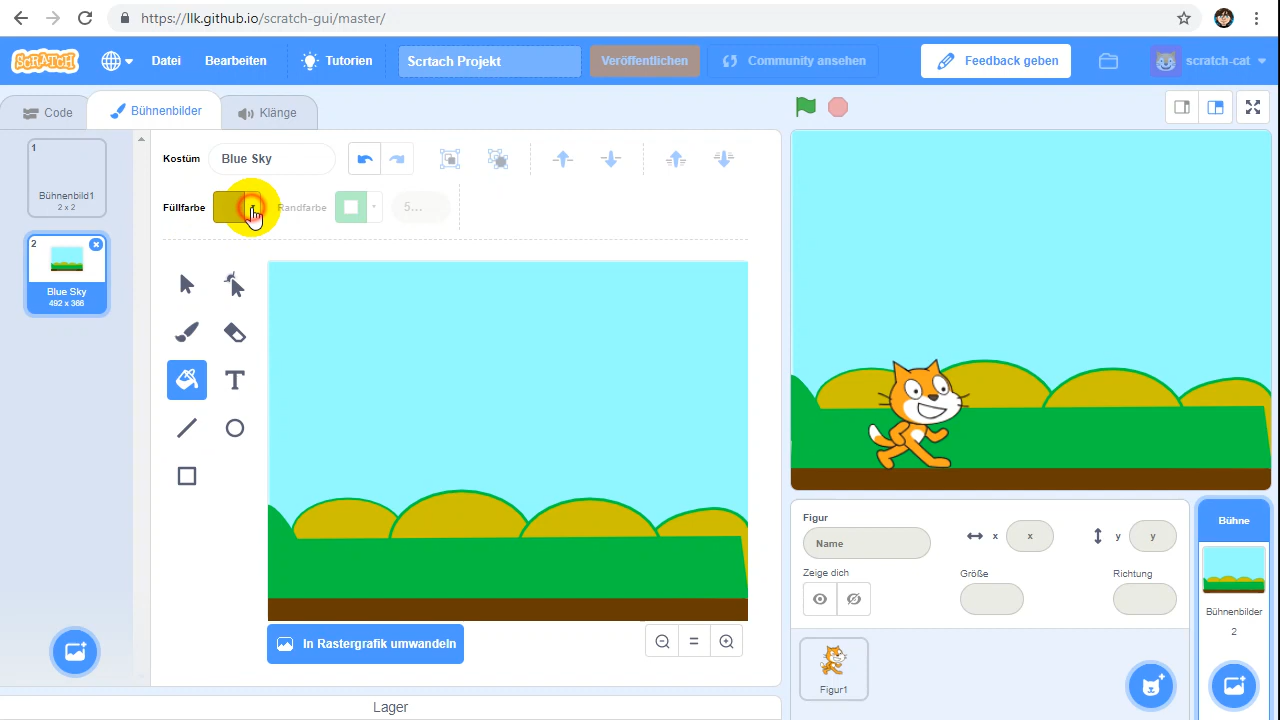 https://llk.github.io/scratch-gui/master/
SCRATCH
Datei
Bearbeiten
Tutorien
Scrtach Projekt
Veröffentlichen
Community ansehen
Feedback geben
scratch-cat
Code
Bühnenbilder
Klänge
1
Bühnenbild1
2 x 2
2
Blue Sky
492 x 366
Kostüm
Blue Sky
Füllfarbe
Randfarbe
5...
In Rastergrafik umwandeln
Lager
Figur
Name
x
x
y
y
Zeige dich
Größe
Richtung
Figur1
Bühne
Bühnenbilder
2